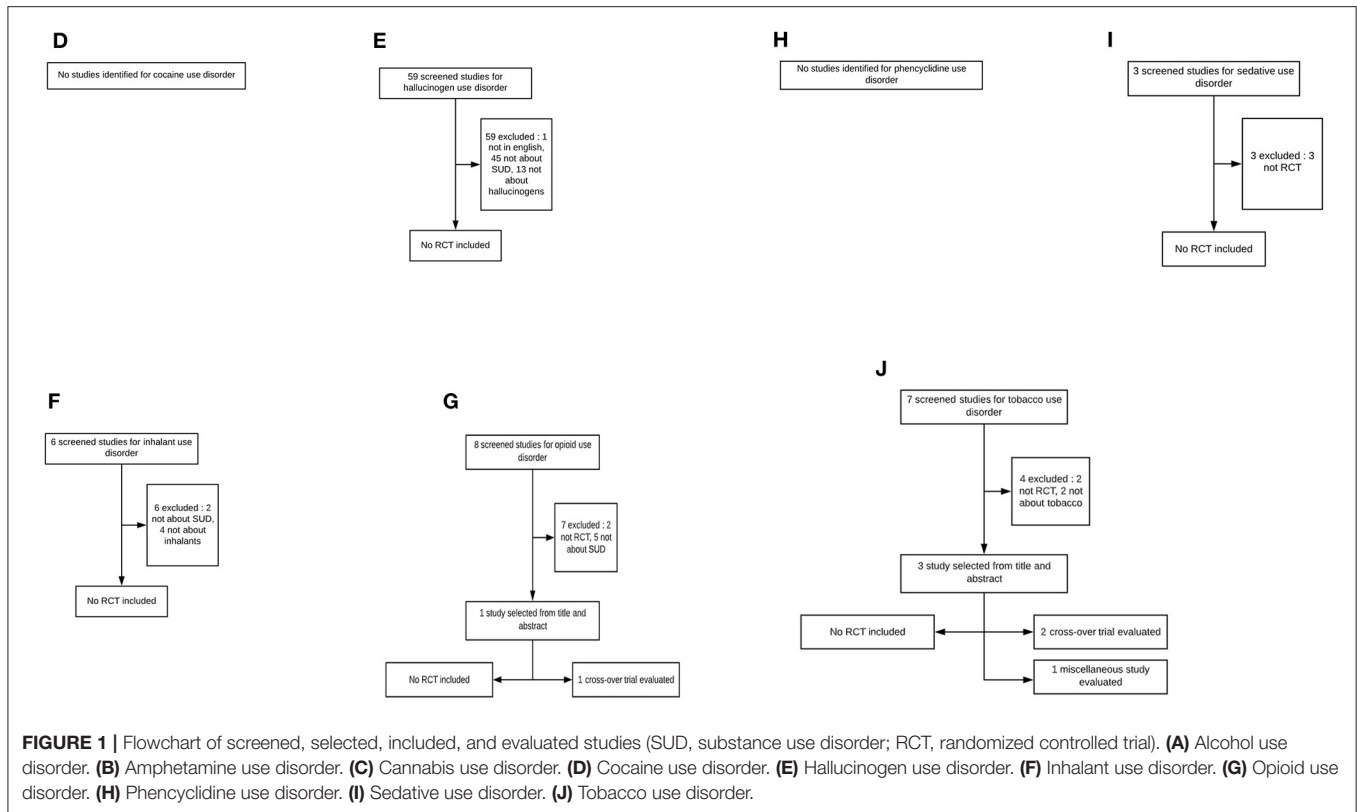 D
No studies identified for cocaine use disorder
E
59 screened studies for
hallucinogen use disorder
59 excluded : 1
not in english,
45 not about
SUD, 13 not
about
hallucinogens
No RCT included
H
No studies identified for phencyclidine use
disorder
I
3 screened studies for sedative use
disorder
3 excluded : 3
not RCT
No RCT included
F
6 screened studies for inhalant use
disorder
6 excluded : 2
not about SUD,
4 not about
inhalants
No RCT included
G
8 screened studies for opioid use
disorder
7 excluded : 2
not RCT, 5 not
about SUD
1 study selected from title and
abstract
No RCT included
1 cross-over trial evaluated
J
7 screened studies for tobacco use
disorder
4 excluded : 2
not RCT, 2 not
about tobacco
3 study selected from title and
abstract
No RCT included
2 cross-over trial evaluated
1 miscellaneous study
evaluated
FIGURE 1 | Flowchart of screened, selected, included, and evaluated studies (SUD, substance use disorder; RCT, randomized controlled trial). (A) Alcohol use
disorder. (B) Amphetamine use disorder. (C) Cannabis use disorder. (D) Cocaine use disorder. (E) Hallucinogen use disorder. (F) Inhalant use disorder. (G) Opioid use
disorder. (H) Phencyclidine use disorder. (I) Sedative use disorder. (J) Tobacco use disorder.